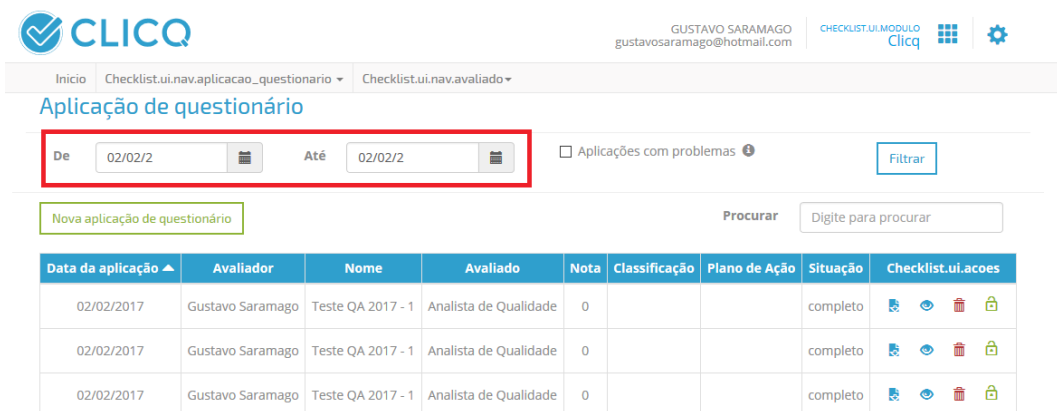 CLICQ
GUSTAVO SARAMAGO
gustavosaramago@hotmail.com
CHECKLIST.UI.MODULO
Clicq
Inicio Checklist.ui.nav.aplicacao_questionario Checklist.ui.nav.avaliado
Aplicação de questionário
De 02/02/2 Até 02/02/2 Aplicações com problemas Filtrar
Nova aplicação de questionário Procurar Digite para procurar
Data da aplicação Avaliador Nome Avaliado Nota Classificação Plano de Ação Situação Checklist.ui.acoes
02/02/2017 Gustavo Saramago Teste QA 2017 - 1 Analista de Qualidade 0 completo
02/02/2017 Gustavo Saramago Teste QA 2017 - 1 Analista de Qualidade 0 completo
02/02/2017 Gustavo Saramago Teste QA 2017 - 1 Analista de Qualidade 0 completo